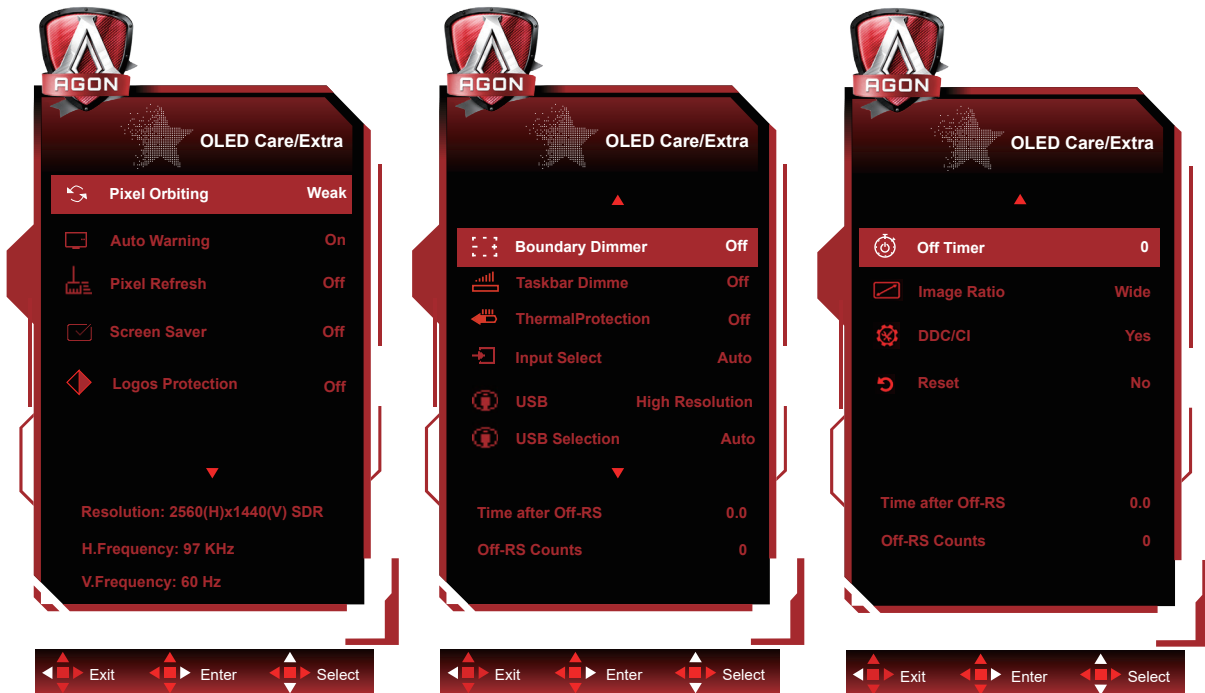 AGON
OLED Care/Extra
Pixel Orbiting Weak
Auto Warning On
Pixel Refresh Off
Screen Saver Off
Logos Protection Off
Resolution: 2560(H)x1440(V) SDR
H.Frequency: 97 KHz
V.Frequency: 60 Hz
Exit Enter Select
AGON
OLED Care/Extra
Boundary Dimmer Off
Taskbar Dimme Off
ThermalProtection Off
Input Select Auto
USB High Resolution
USB Selection Auto
Time after Off-RS 0.0
Off-RS Counts 0
Exit Enter Select
AGON
OLED Care/Extra
Off Timer 0
Image Ratio Wide
DDC/CI Yes
Reset No
Time after Off-RS 0.0
Off-RS Counts 0
Exit Enter Select